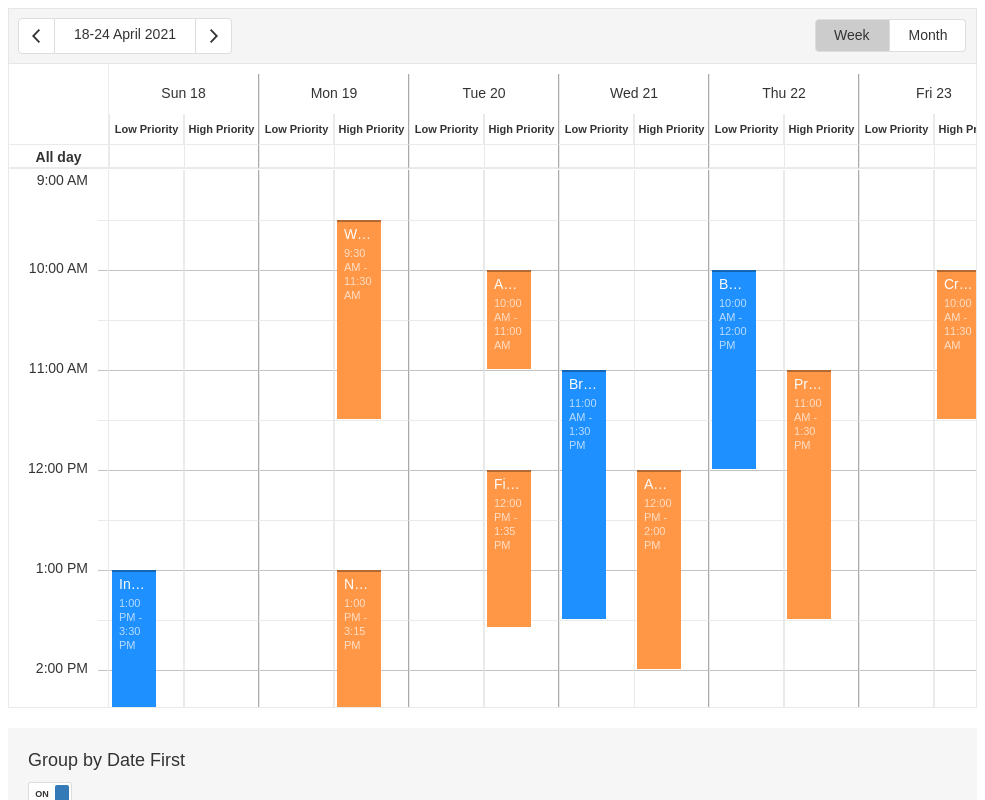 18-24 April 2021
Week
Month
Sun 18
Mon 19
Tue 20
Wed 21
Thu 22
Fri 23
Low Priority
High Priority
Low Priority
High Priority
Low Priority
High Priority
Low Priority
High Priority
Low Priority
High Priority
Low Priority
High Pr
All day
9:00 AM
10:00 AM
11:00 AM
12:00 PM
1:00 PM
2:00 PM
In...
1:00
PM -
3:30
PM
W...
9:30
AM -
11:30
AM
N...
1:00
PM -
3:15
PM
A...
10:00
AM -
11:00
AM
Fi...
12:00
PM -
1:35
PM
Br...
11:00
AM -
1:30
PM
A...
12:00
PM -
2:00
PM
B...
10:00
AM -
12:00
PM
Pr...
11:00
AM -
1:30
PM
Cr...
10:00
AM -
11:30
AM
Group by Date First
ON